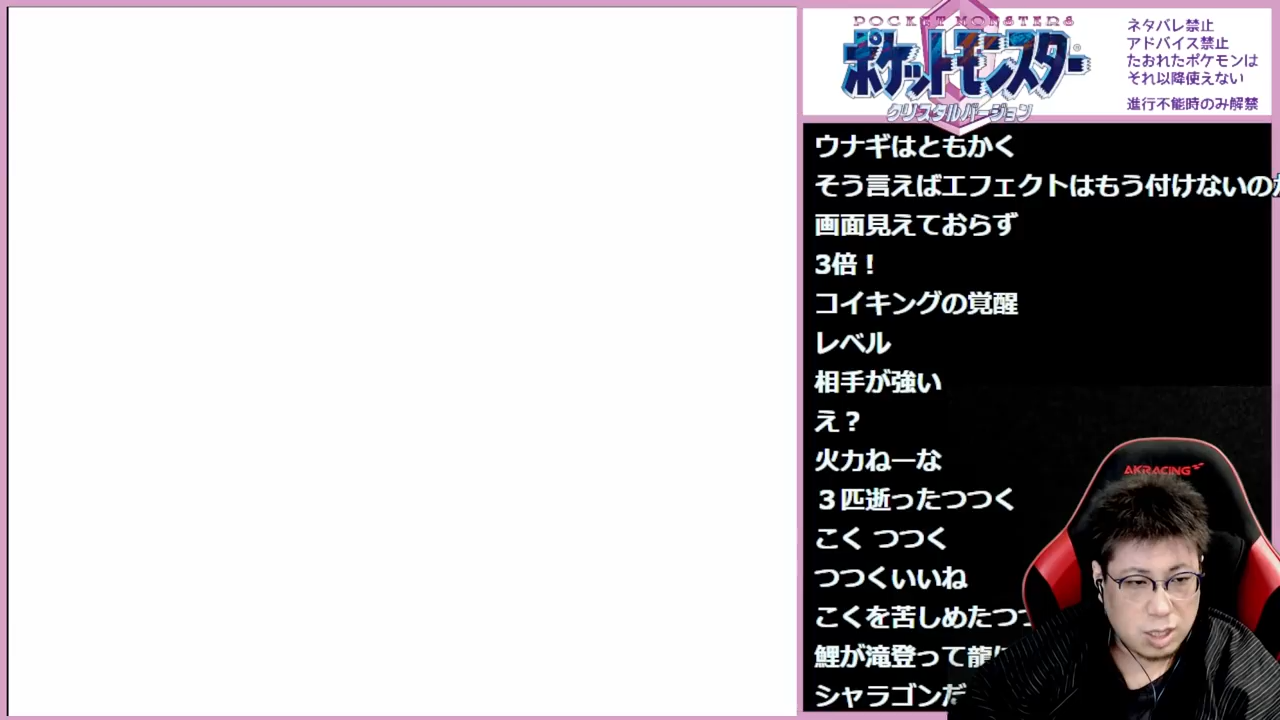 POCKET MONSTERS
ポケットモンスター
クリスタルバージョン
ネタバレ禁止
アドバイス禁止
たおれたポケモンは
それ以降使えない
進行不能時のみ解禁
ウナギはともかく
そう言えばエフェクトはもう付けないのか
画面見えておらず
3倍！
コイキングの覚醒
レベル
相手が強い
え？
火力ねーな
３匹逝ったつつく
こく つつく
つつくいいね
こくを苦しめたつつ
鯉が滝登って龍
シャラゴンだ
AKRACING